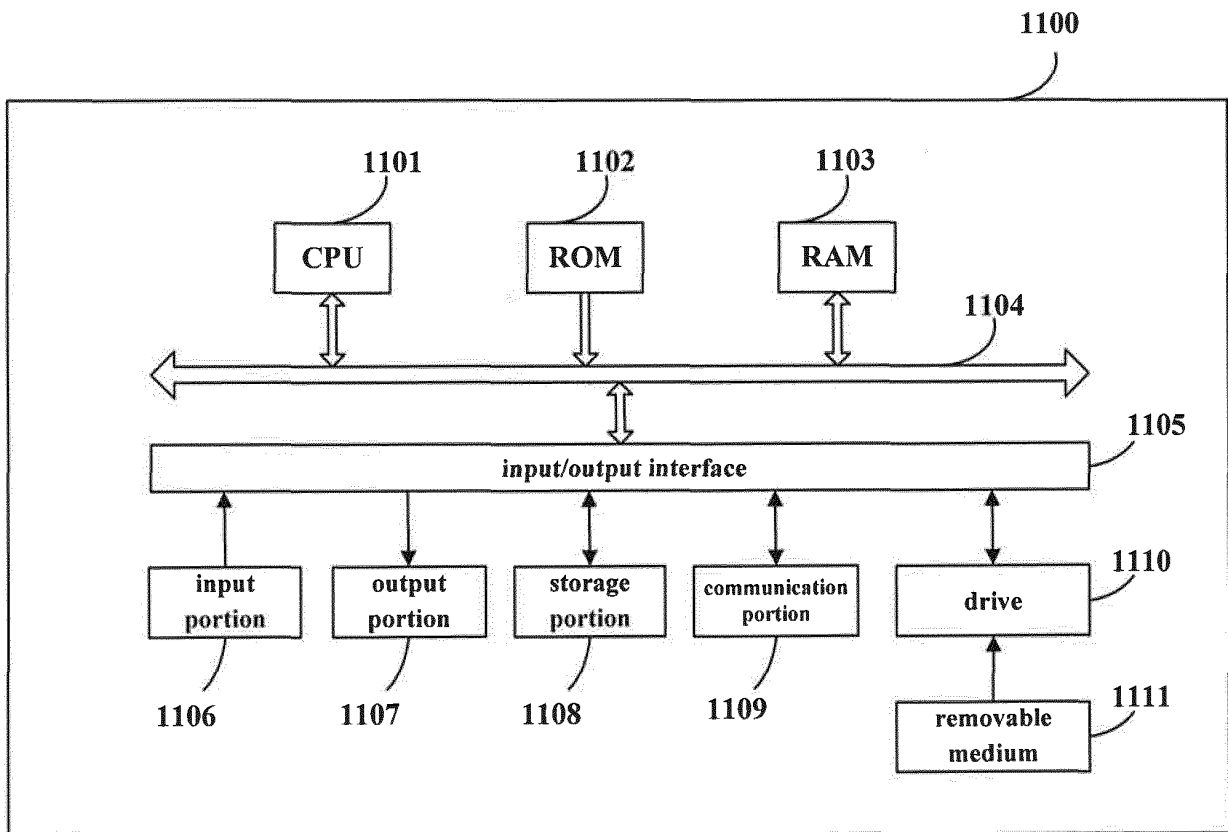 1100
1101
1102
1103
CPU
ROM
RAM
1104
1105
input/output interface
input
portion
output
portion
storage
portion
communication
portion
1110
drive
1106
1107
1108
1109
1111
removable
medium